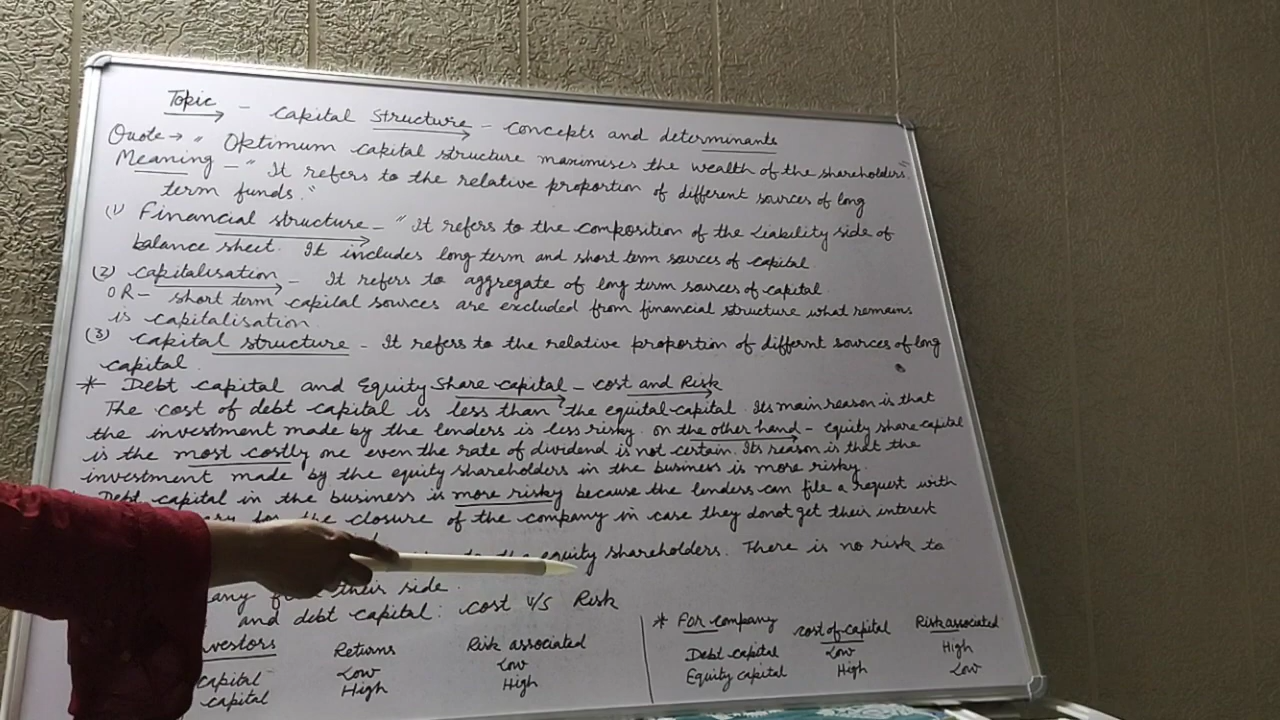 Topic - Capital Structure - concepts and determinants
Quote → " Optimum capital structure maximises the wealth of the shareholders"
Meaning - " It refers to the relative proportion of different sources of long
term funds."
(1) Financial structure - " It refers to the composition of the liability side of
balance sheet. It includes long term and short term sources of capital.
(2) Capitalisation - It refers to aggregate of long term sources of capital.
OR - short term capital sources are excluded from financial structure what remains
is capitalisation.
(3) Capital structure - It refers to the relative proportion of differnt sources of long
capital.
* Debt capital and Equity Share capital - cost and Risk
The cost of debt capital is less than the equital capital. Its main reason is that
the investment made by the lenders is less risky. on the other hand - equity share capital
is the most costly one even the rate of dividend is not certain. Its reason is that the
investment made by the equity shareholders in the business is more risky.
Debt capital in the business is more risky because the lenders can file a request with
for the closure of the company in case they donot get their interest
the equity shareholders. There is no risk to
their side.
and debt capital: cost v/s Risk
Returns Risk associated
capital Low Low
capital High High
* For company cost of capital Risk associated
Debt capital Low High
Equity capital High Low